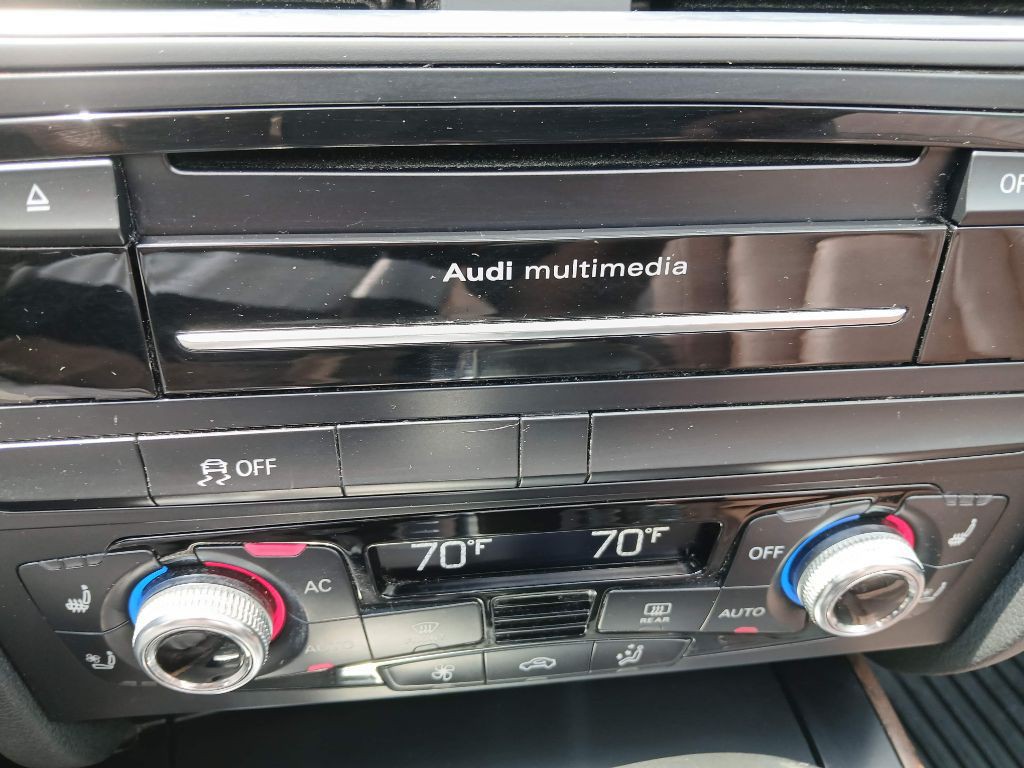 OF
Audi multimedia
OFF
70°F 70°F
AC
OFF
AUTO
REAR
AUTO